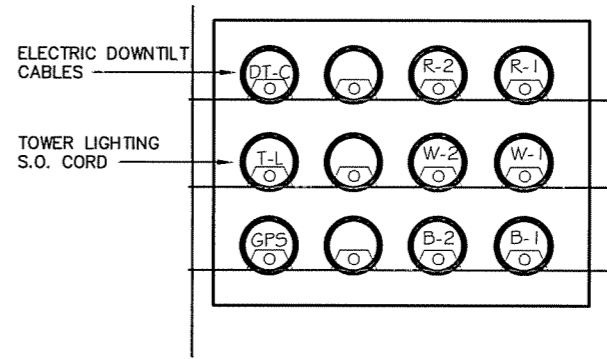 ELECTRIC DOWNTILT
CABLES
DT-C
R-2
R-1
TOWER LIGHTING
S.O. CORD
T-L
W-2
W-1
GPS
B-2
B-1